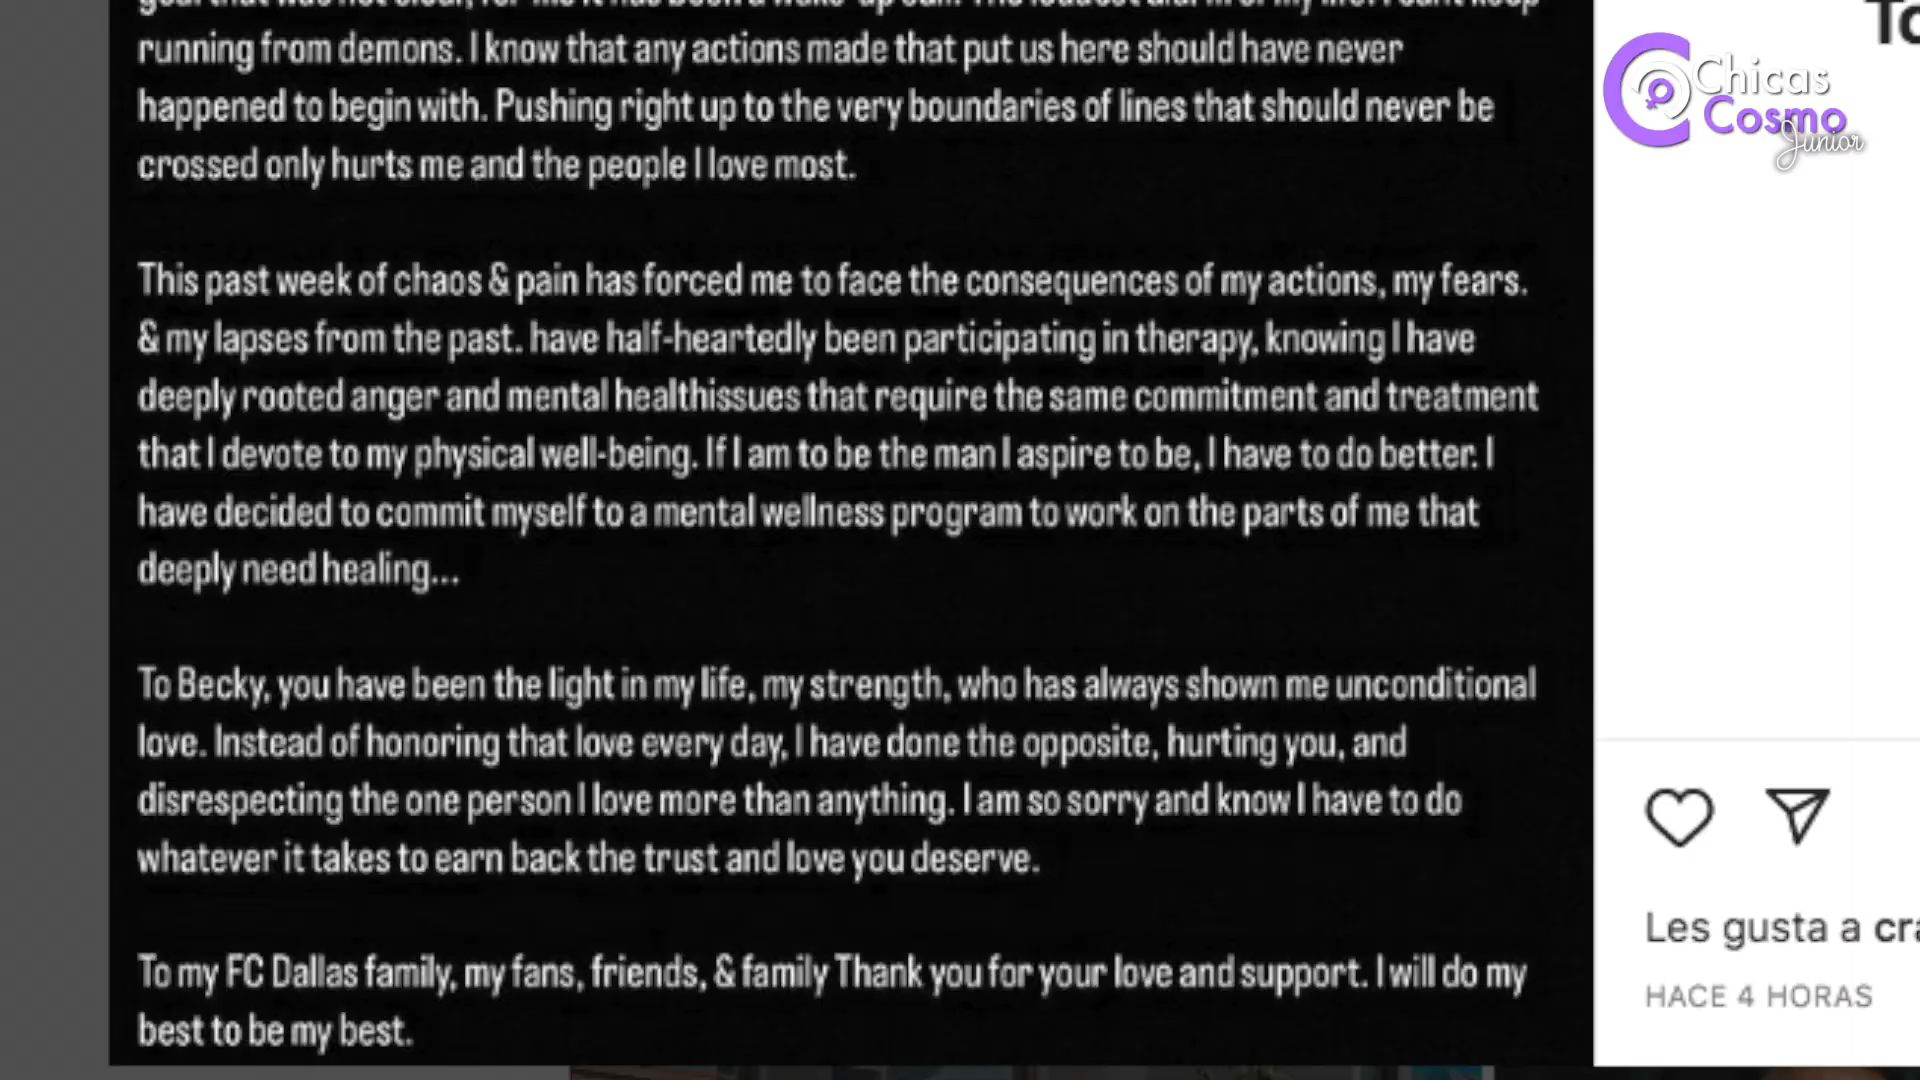 running from demons. I know that any actions made that put us here should have never
happened to begin with. Pushing right up to the very boundaries of lines that should never be
crossed only hurts me and the people I love most.
This past week of chaos & pain has forced me to face the consequences of my actions, my fears.
& my lapses from the past. have half-heartedly been participating in therapy, knowing I have
deeply rooted anger and mental healthissues that require the same commitment and treatment
that I devote to my physical well-being. If I am to be the man I aspire to be, I have to do better. I
have decided to commit myself to a mental wellness program to work on the parts of me that
deeply need healing...
To Becky, you have been the light in my life, my strength, who has always shown me unconditional
love. Instead of honoring that love every day, I have done the opposite, hurting you, and
disrespecting the one person I love more than anything. I am so sorry and know I have to do
whatever it takes to earn back the trust and love you deserve.
To my FC Dallas family, my fans, friends, & family Thank you for your love and support. I will do my
best to be my best.
Chicas
Cosmo
Junior
Les gusta a
HACE 4 HORAS